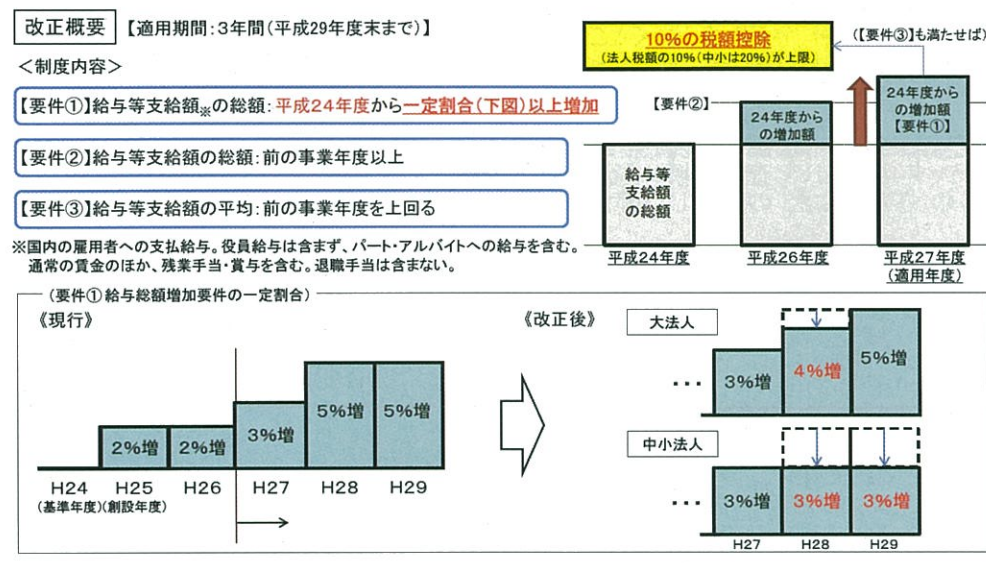 改正概要 【適用期間：3年間（平成29年度末まで）】
＜制度内容＞
【要件①】給与等支給額※の総額：平成24年度から一定割合（下図）以上増加
【要件②】給与等支給額の総額：前の事業年度以上
【要件③】給与等支給額の平均：前の事業年度を上回る
※国内の雇用者への支払給与。役員給与は含まず、パート・アルバイトへの給与を含む。
通常の賃金のほか、残業手当・賞与を含む。退職手当は含まない。
10%の税額控除
（法人税額の10%（中小は20%）が上限）
（【要件③】も満たせば）
【要件②】
24年度から
の増加額
24年度から
の増加額
【要件①】
給与等
支給額
の総額
平成24年度
平成26年度
平成27年度
（適用年度）
（要件①給与総額増加要件の一定割合）
《現行》
2%増
2%増
3%増
5%増
5%増
H24
H25
H26
H27
H28
H29
（基準年度）（創設年度）
《改正後》
大法人
…
3%増
4%増
5%増
中小法人
…
3%増
3%増
3%増
H27
H28
H29